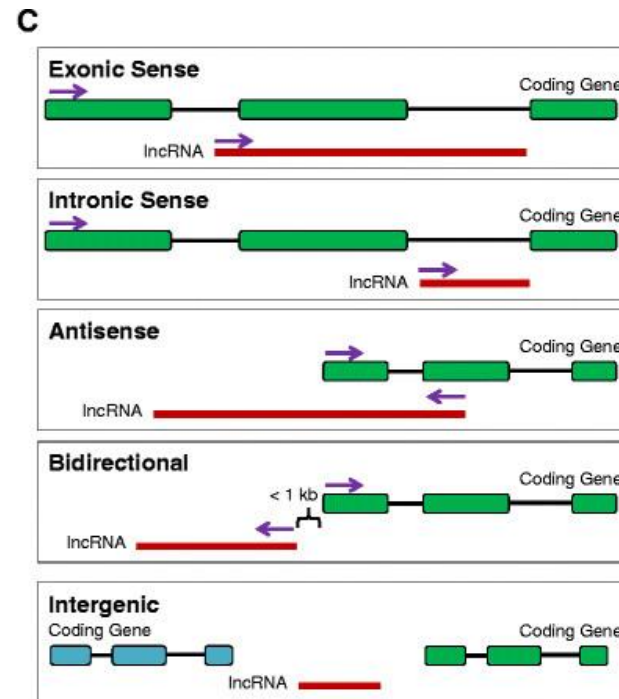 C
Exonic Sense
Coding Gene
lncRNA
Intronic Sense
Coding Gene
lncRNA
Antisense
Coding Gene
lncRNA
Bidirectional
Coding Gene
< 1 kb
lncRNA
Intergenic
Coding Gene
Coding Gene
lncRNA